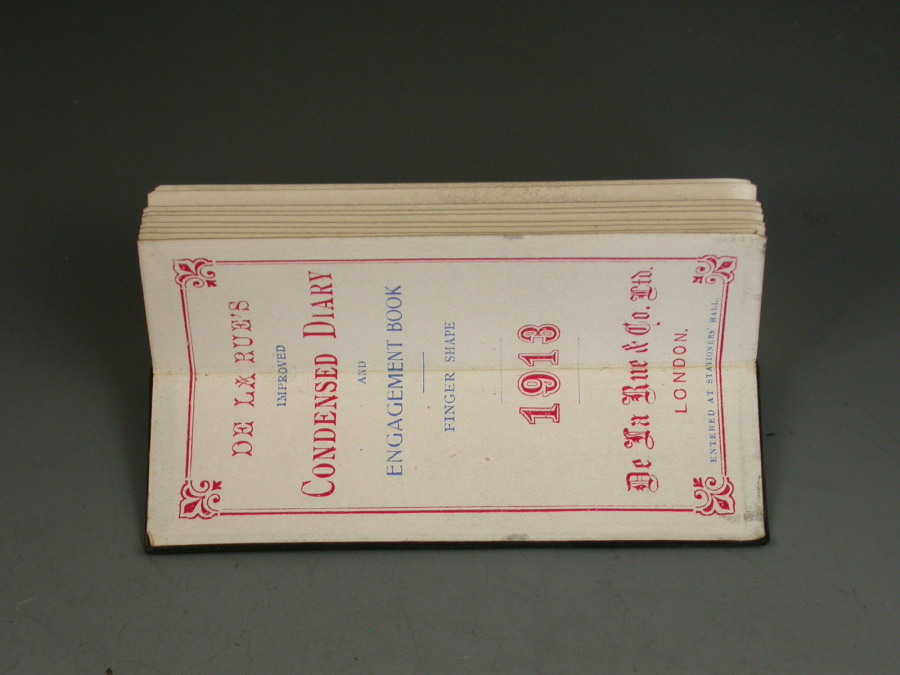 DE LA RUE'S
IMPROVED
CONDENSED DIARY
AND
ENGAGEMENT BOOK
FINGER SHAPE
1913
De La Rue & Co. Ltd.
LONDON.
ENTERED AT STATIONERS' HALL.